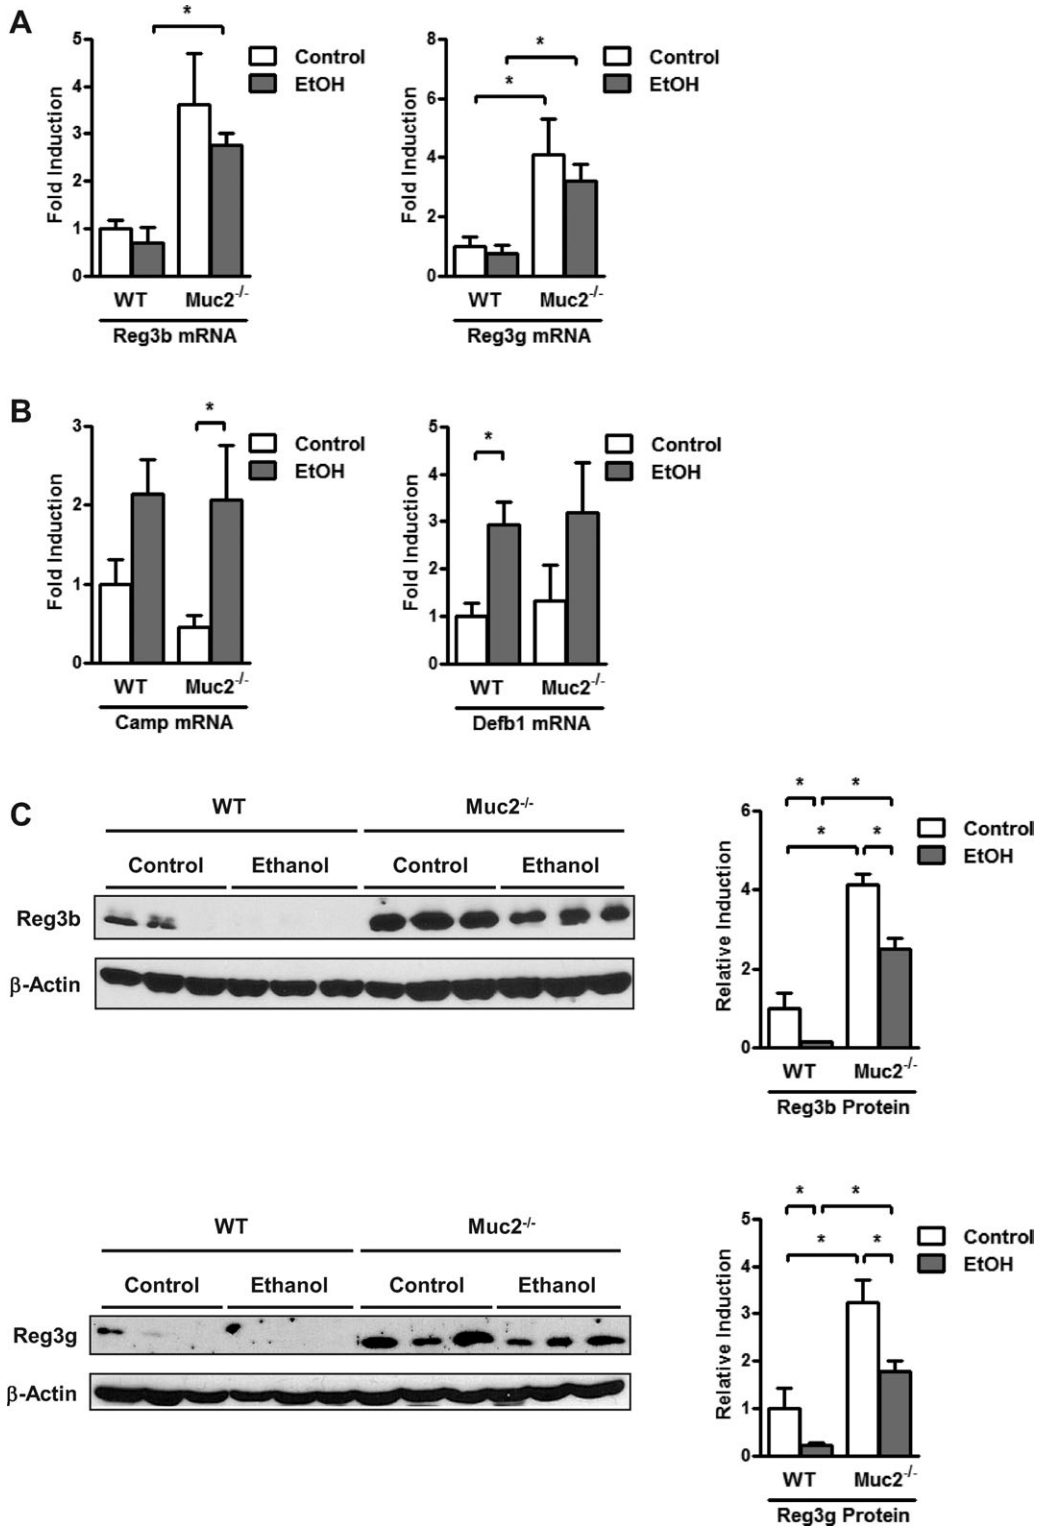 A
*
5
4
3
2
1
0
Fold Induction
Control
EtOH
WT Muc2-/-
Reg3b mRNA
*
*
8
6
4
2
0
Fold Induction
Control
EtOH
WT Muc2-/-
Reg3g mRNA
B
*
3
2
1
0
Fold Induction
Control
EtOH
WT Muc2-/-
Camp mRNA
*
5
4
3
2
1
0
Fold Induction
Control
EtOH
WT Muc2-/-
Defb1 mRNA
C
WT Muc2-/-
Control Ethanol Control Ethanol
Reg3b
β-Actin
* *
* *
6
4
2
0
Relative Induction
Control
EtOH
WT Muc2-/-
Reg3b Protein
WT Muc2-/-
Control Ethanol Control Ethanol
Reg3g
β-Actin
* *
* *
5
4
3
2
1
0
Relative Induction
Control
EtOH
WT Muc2-/-
Reg3g Protein